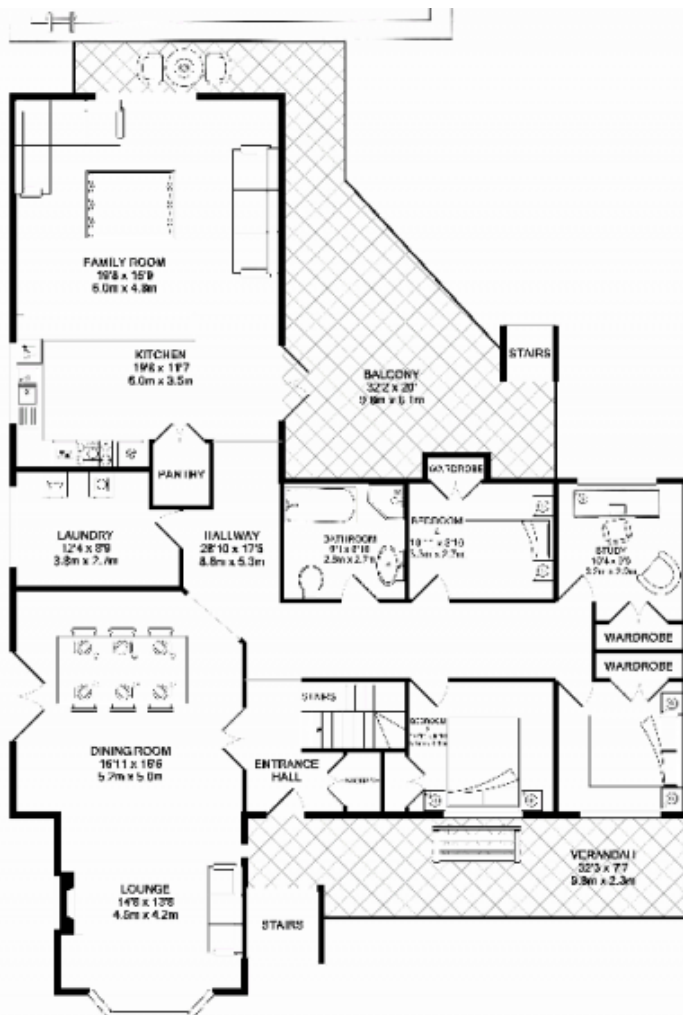 FAMILY ROOM
19'8 x 15'9
6.0m x 4.8m
KITCHEN
19'8 x 11'7
6.0m x 3.5m
BALCONY
32'2 x 20'
9.8m x 6.1m
STAIRS
PANTRY
WARDROBE
LAUNDRY
12'4 x 8'9
3.8m x 2.7m
HALLWAY
28'10 x 17'5
8.8m x 5.3m
BATHROOM
BEDROOM
STUDY
WARDROBE
WARDROBE
STAIRS
BEDROOM
DINING ROOM
16'11 x 16'6
5.2m x 5.0m
ENTRANCE
HALL
VERANDAH
32'3 x 7'7
9.8m x 2.3m
LOUNGE
14'8 x 13'8
4.5m x 4.2m
STAIRS